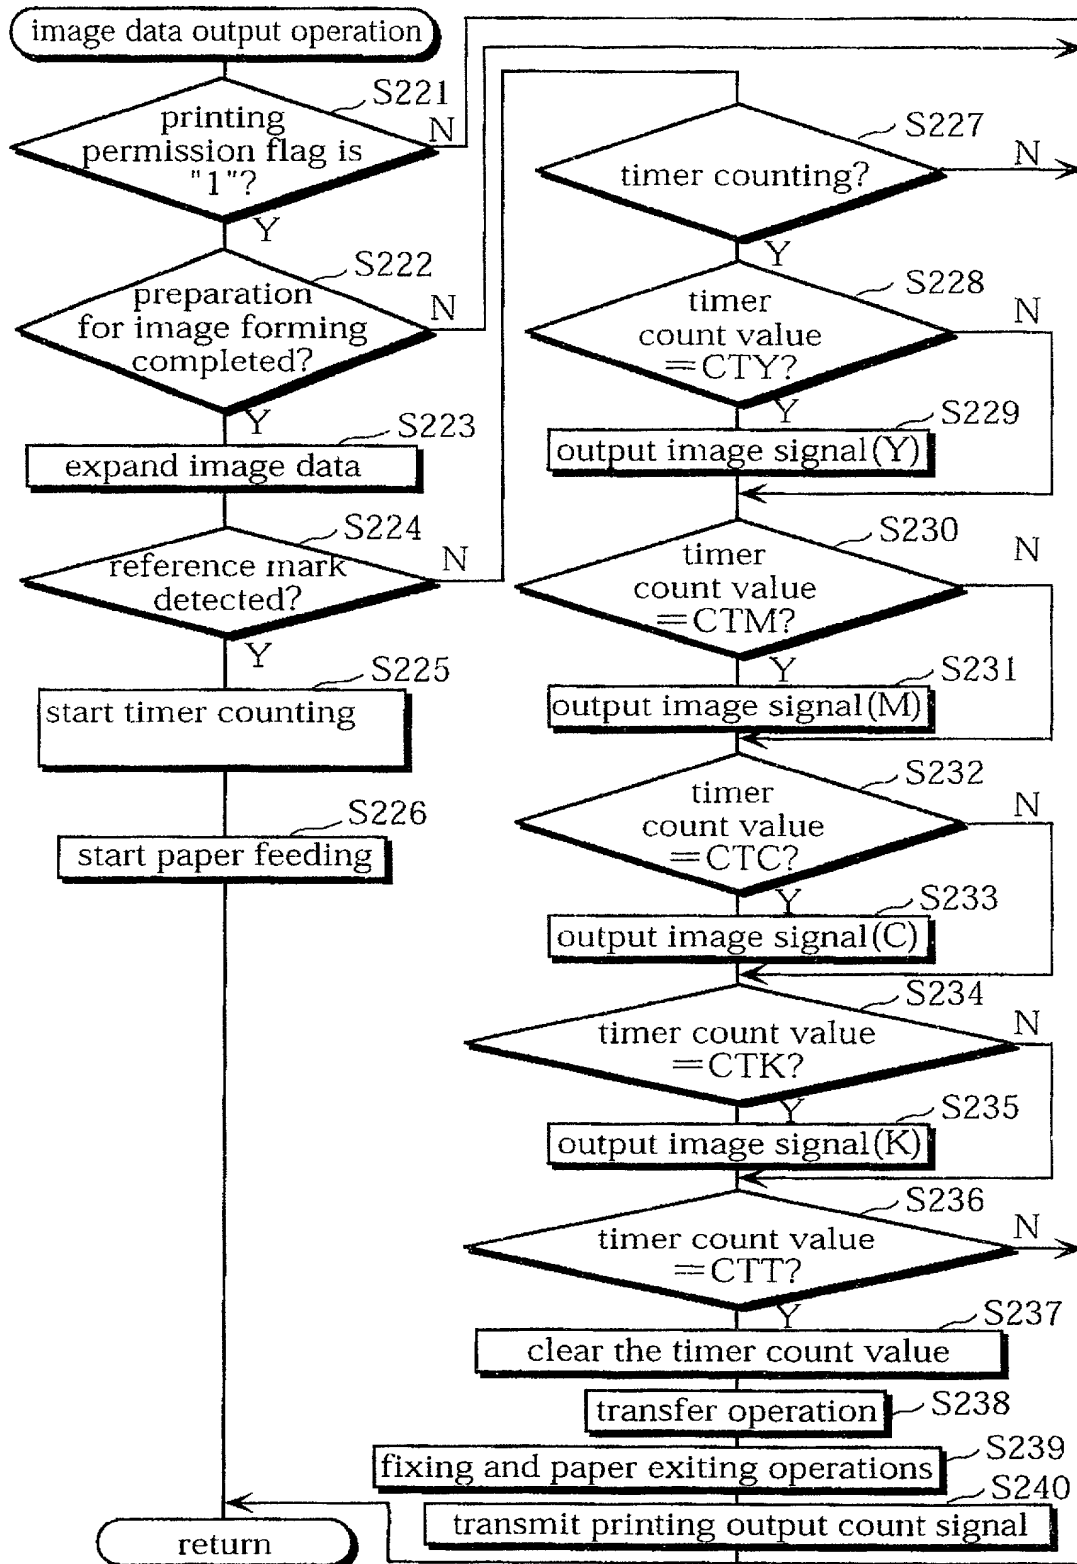 image data output operation
S221
printing
permission flag is
"1"?
N
Y
S222
preparation
for image forming
completed?
N
Y
S223
expand image data
S224
reference mark
detected?
N
Y
S225
start timer counting
S226
start paper feeding
return
S227
timer counting?
N
Y
S228
timer
count value
=CTY?
N
Y
S229
output image signal(Y)
S230
timer
count value
=CTM?
N
Y
S231
output image signal(M)
S232
timer
count value
=CTC?
N
Y
S233
output image signal(C)
S234
timer count value
=CTK?
N
Y
S235
output image signal(K)
S236
timer count value
=CTT?
N
Y
S237
clear the timer count value
transfer operation
S238
S239
fixing and paper exiting operations
S240
transmit printing output count signal